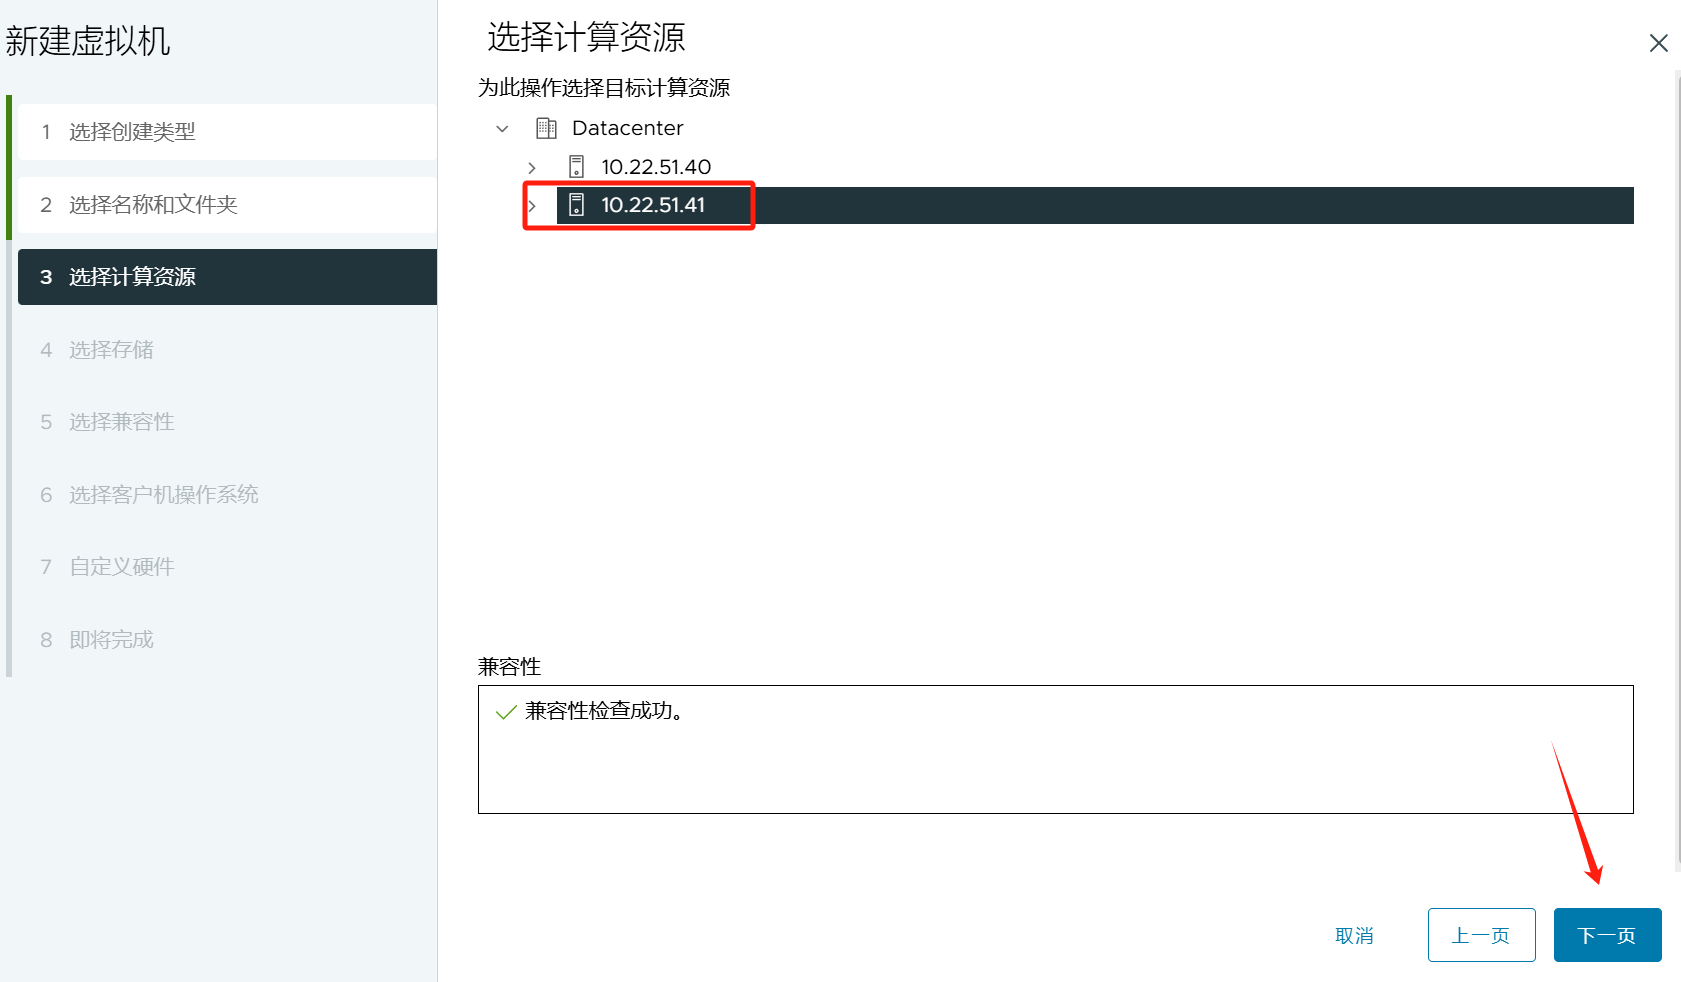 新建虚拟机
1 选择创建类型
2 选择名称和文件夹
3 选择计算资源
4 选择存储
5 选择兼容性
6 选择客户机操作系统
7 自定义硬件
8 即将完成
选择计算资源
为此操作选择目标计算资源
Datacenter
10.22.51.40
10.22.51.41
兼容性
兼容性检查成功。
取消
上一页
下一页